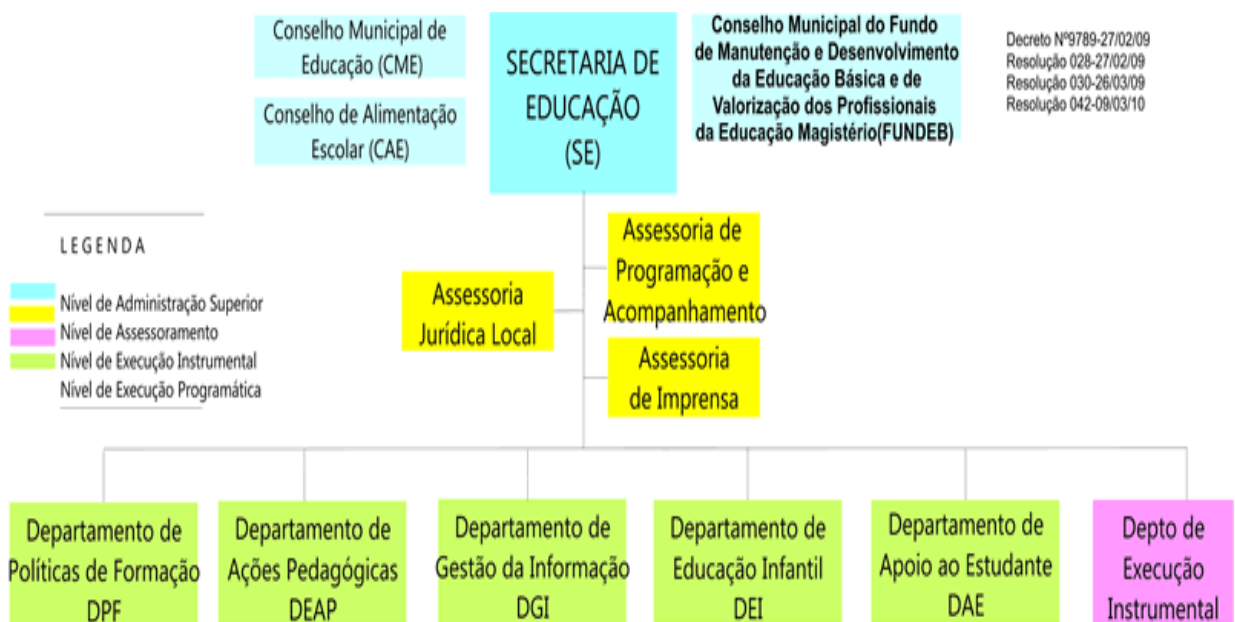 Conselho Municipal de
Educação (CME)
Conselho de Alimentação
Escolar (CAE)
SECRETARIA DE
EDUCAÇÃO
(SE)
Conselho Municipal do Fundo
de Manutenção e Desenvolvimento
da Educação Básica e de
Valorização dos Profissionais
da Educação Magistério(FUNDEB)
Decreto Nº9789-27/02/09
Resolução 028-27/02/09
Resolução 030-26/03/09
Resolução 042-09/03/10
LEGENDA
Nível de Administração Superior
Nível de Assessoramento
Nível de Execução Instrumental
Nível de Execução Programática
Assessoria
Jurídica Local
Assessoria de
Programação e
Acompanhamento
Assessoria
de Imprensa
Departamento de
Políticas de Formação
DPF
Departamento de
Ações Pedagógicas
DEAP
Departamento de
Gestão da Informação
DGI
Departamento de
Educação Infantil
DEI
Departamento de
Apoio ao Estudante
DAE
Depto de
Execução
Instrumental